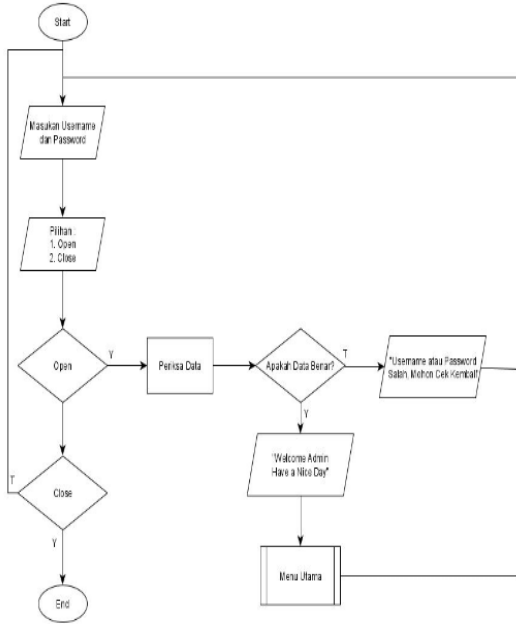 Start
Masukan Username
dan Password
Pilihan :
1. Open
2. Close
Open
Y
Periksa Data
Apakah Data Benar?
T
"Username atau Password
Salah, Mohon Cek Kembali"
Y
"Welcome Admin
Have a Nice Day"
T
Close
Y
Menu Utama
End